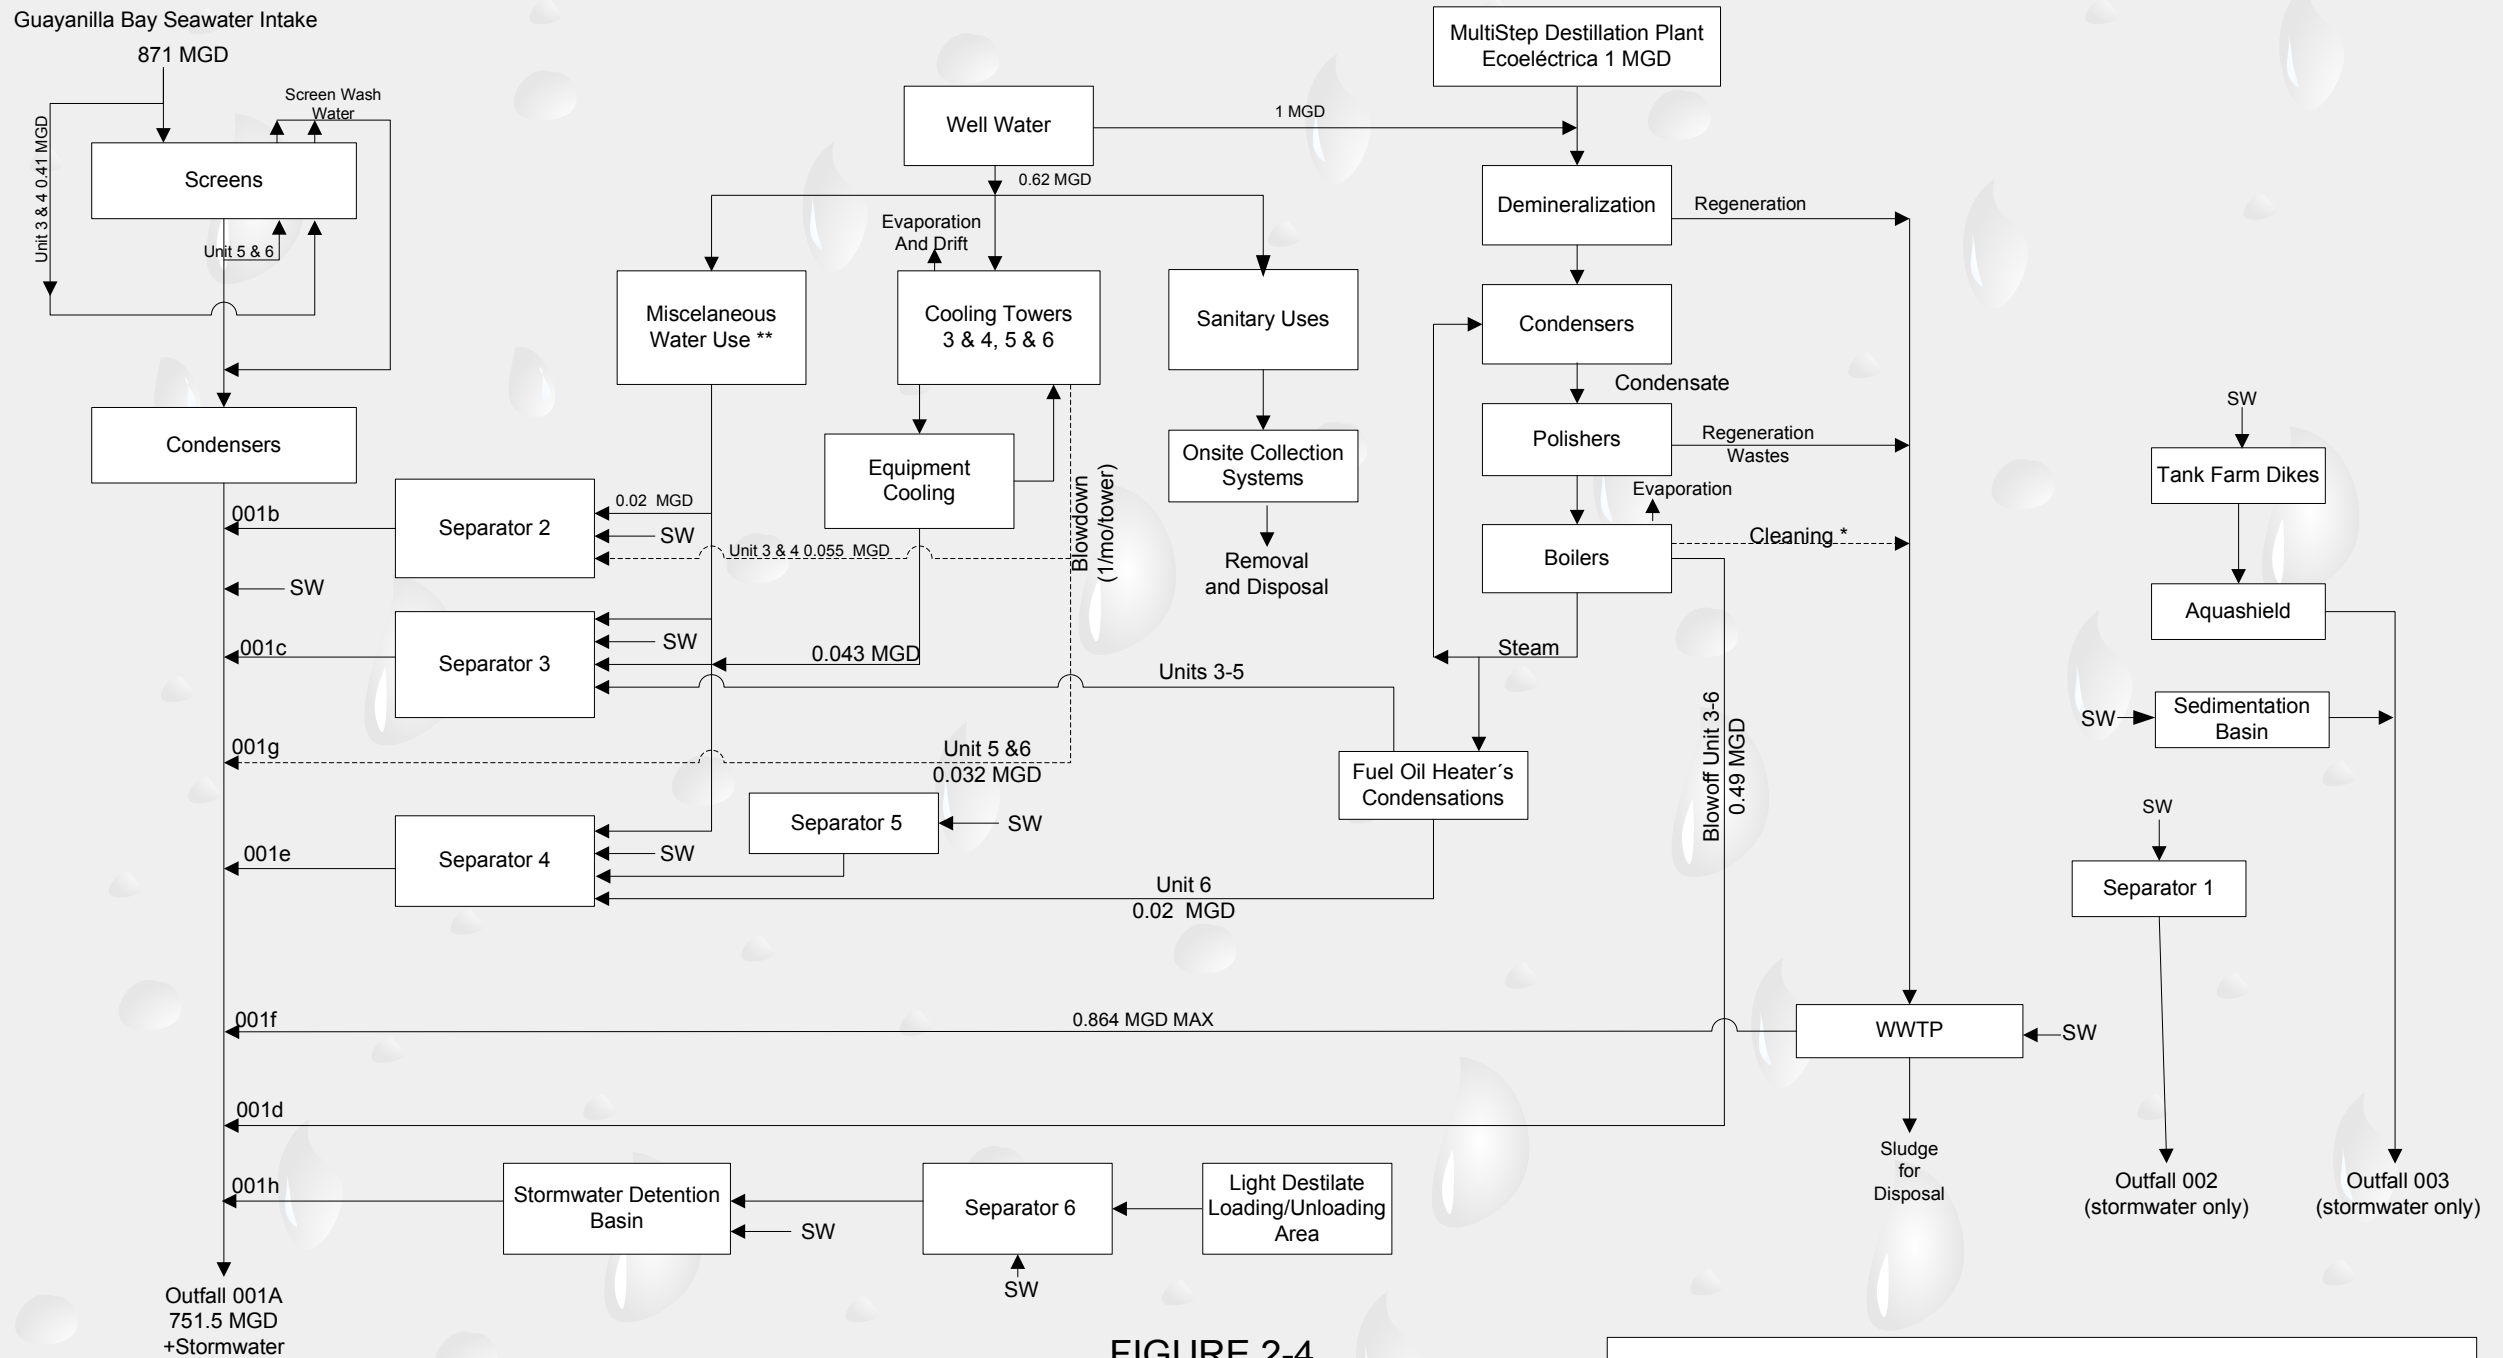 Guayanilla Bay Seawater Intake
871 MGD
Screen Wash
Water
Unit 3 & 4 0.41 MGD
Screens
Unit 5 & 6
Condensers
001b
SW
001c
001g
001e
001f
001d
001h
Outfall 001A
751.5 MGD
+Stormwater
Well Water
1 MGD
0.62 MGD
MultiStep Destillation Plant
Ecoeléctrica 1 MGD
Evaporation
And Drift
Miscelaneous
Water Use **
Cooling Towers
3 & 4, 5 & 6
Sanitary Uses
Equipment
Cooling
Onsite Collection
Systems
Removal
and Disposal
Blowdown
(1/mo/tower)
Separator 2
0.02 MGD
SW
Unit 3 & 4 0.055 MGD
Separator 3
SW
0.043 MGD
Units 3-5
Unit 5 &6
0.032 MGD
Separator 5
SW
Separator 4
SW
Unit 6
0.02 MGD
Demineralization
Regeneration
Condensers
Condensate
Polishers
Regeneration
Wastes
Evaporation
Boilers
Cleaning *
Steam
Fuel Oil Heater´s
Condensations
Blowoff Unit 3-6
0.49 MGD
0.864 MGD MAX
WWTP
SW
Sludge
for
Disposal
Stormwater Detention
Basin
SW
Separator 6
SW
Light Destilate
Loading/Unloading
Area
SW
Tank Farm Dikes
Aquashield
SW
Sedimentation
Basin
SW
Separator 1
Outfall 002
(stormwater only)
Outfall 003
(stormwater only)
FIGURE 2-4